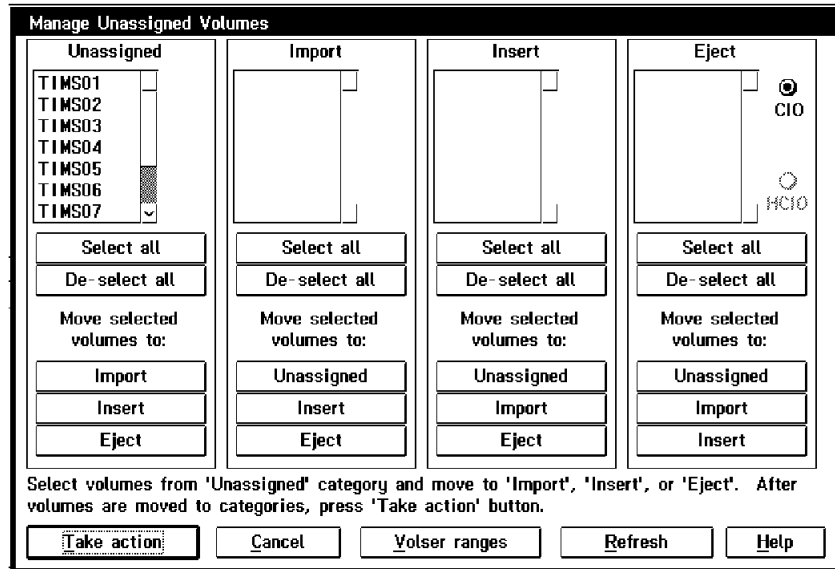 Manage Unassigned Volumes
Unassigned
TIMS01
TIMS02
TIMS03
TIMS04
TIMS05
TIMS06
TIMS07
Select all
De-select all
Move selected
volumes to:
Import
Insert
Eject
Import
Select all
De-select all
Move selected
volumes to:
Unassigned
Insert
Eject
Insert
Select all
De-select all
Move selected
volumes to:
Unassigned
Import
Eject
Eject
CIO
HCIO
Select all
De-select all
Move selected
volumes to:
Unassigned
Import
Insert
Select volumes from 'Unassigned' category and move to 'Import', 'Insert', or 'Eject'. After
volumes are moved to categories, press 'Take action' button.
Take action
Cancel
Volser ranges
Refresh
Help